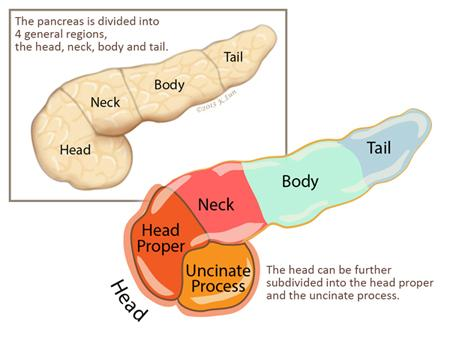 The pancreas is divided into
4 general regions,
the head, neck, body and tail.
Tail
Body
Neck
Head
©2015 K.Lun
Tail
Body
Neck
Head
Proper
Uncinate
Process
Head
The head can be further
subdivided into the head proper
and the uncinate process.